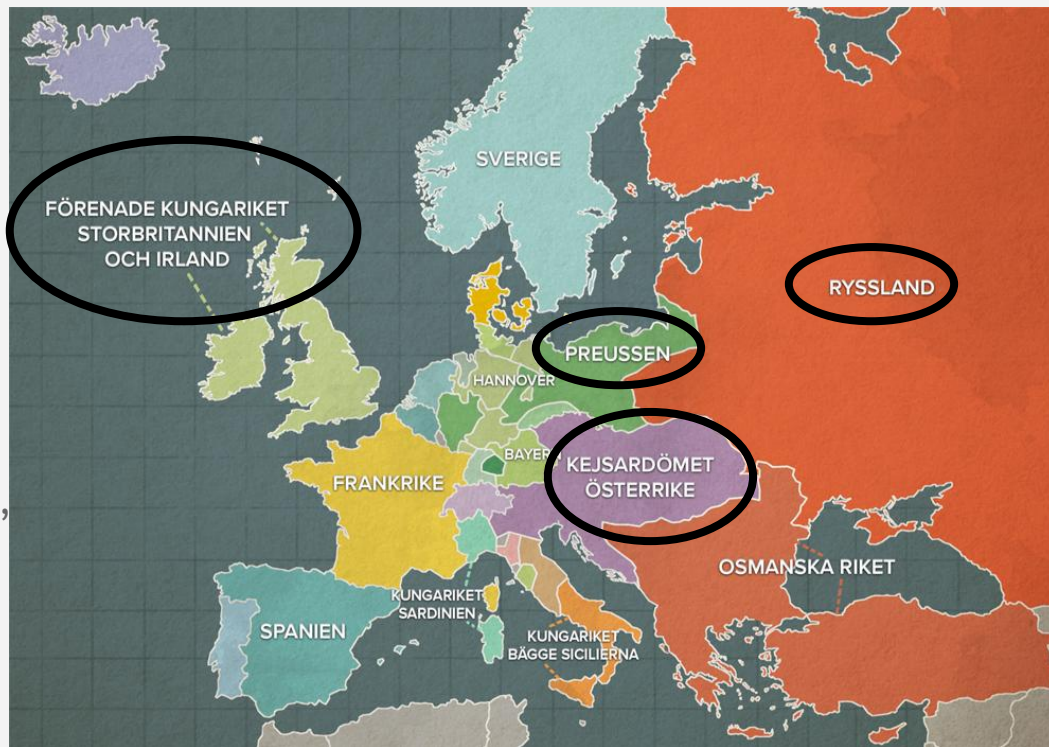 SVERIGE
FÖRENADE KUNGARIKET
STORBRITANNIEN
OCH IRLAND
RYSSLAND
PREUSSEN
HANNOVER
BAYERN
KEJSARDÖMET
ÖSTERRIKE
FRANKRIKE
,
OSMANSKA RIKET
KUNGARIKET
SARDINIEN
SPANIEN
KUNGARIKET
BÄGGE SICILIERNA